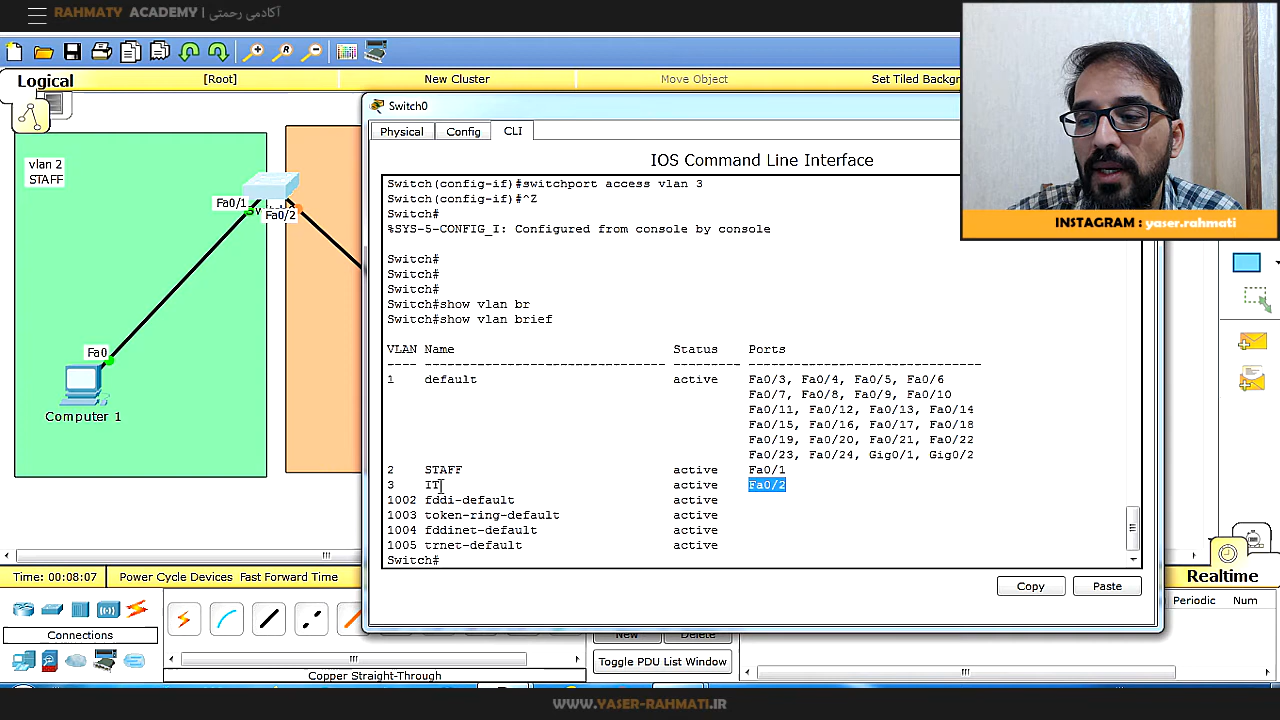 RAHMATY ACADEMY | آکادمی رحمتی
Logical
[Root]
New Cluster
Move Object
Set Tiled Backgr
vlan 2
STAFF
Fa0/1
Fa0/2
Fa0
Computer 1
Switch0
Physical
Config
CLI
IOS Command Line Interface
Switch(config-if)#switchport access vlan 3
Switch(config-if)#^Z
Switch#
%SYS-5-CONFIG_I: Configured from console by console
Switch#
Switch#
Switch#
Switch#show vlan br
Switch#show vlan brief
VLAN Name Status Ports
---- -------------------------------- --------- -------------------------------
1 default active Fa0/3, Fa0/4, Fa0/5, Fa0/6
Fa0/7, Fa0/8, Fa0/9, Fa0/10
Fa0/11, Fa0/12, Fa0/13, Fa0/14
Fa0/15, Fa0/16, Fa0/17, Fa0/18
Fa0/19, Fa0/20, Fa0/21, Fa0/22
Fa0/23, Fa0/24, Gig0/1, Gig0/2
2 STAFF active Fa0/1
3 IT active Fa0/2
1002 fddi-default active
1003 token-ring-default active
1004 fddinet-default active
1005 trnet-default active
Switch#
Copy
Paste
INSTAGRAM : yaser.rahmati
Time: 00:08:07
Power Cycle Devices Fast Forward Time
Realtime
Connections
Copper Straight-Through
New
Delete
Toggle PDU List Window
Periodic
Num
WWW.YASER-RAHMATI.IR